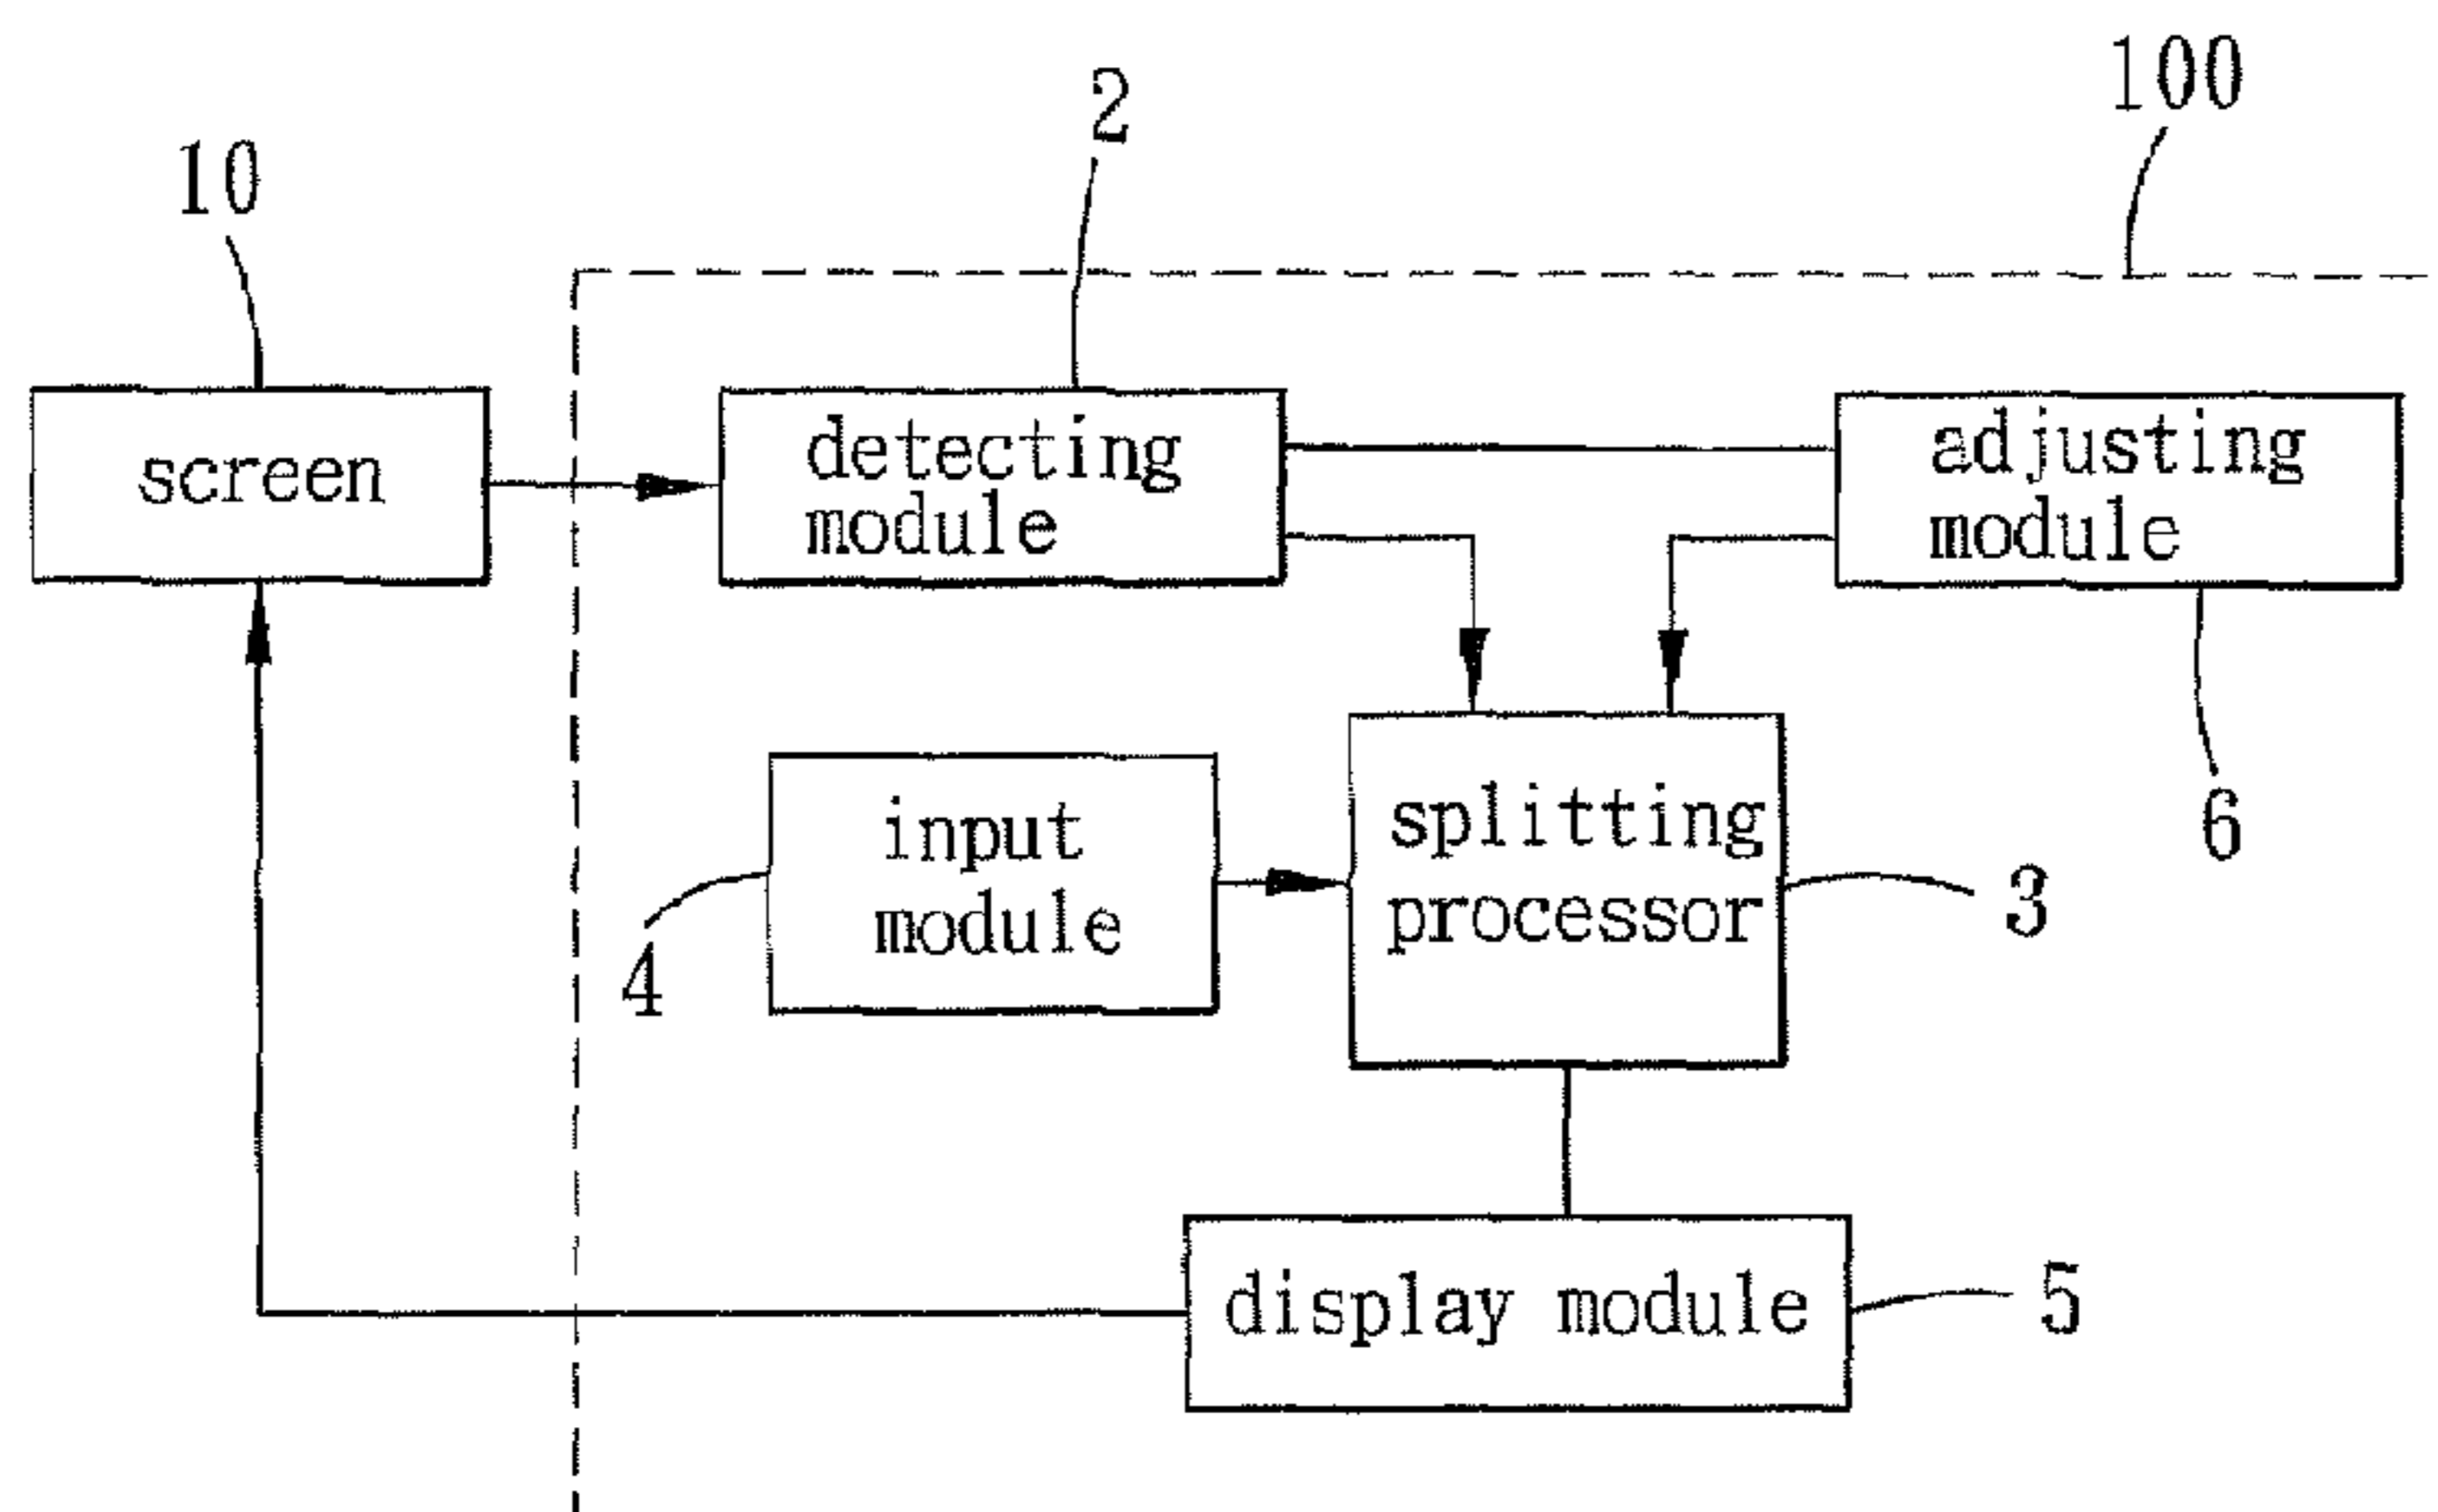 100
2
10
screen
detecting
module
adjusting
module
6
input
module
4
splitting
processor
3
display module
5